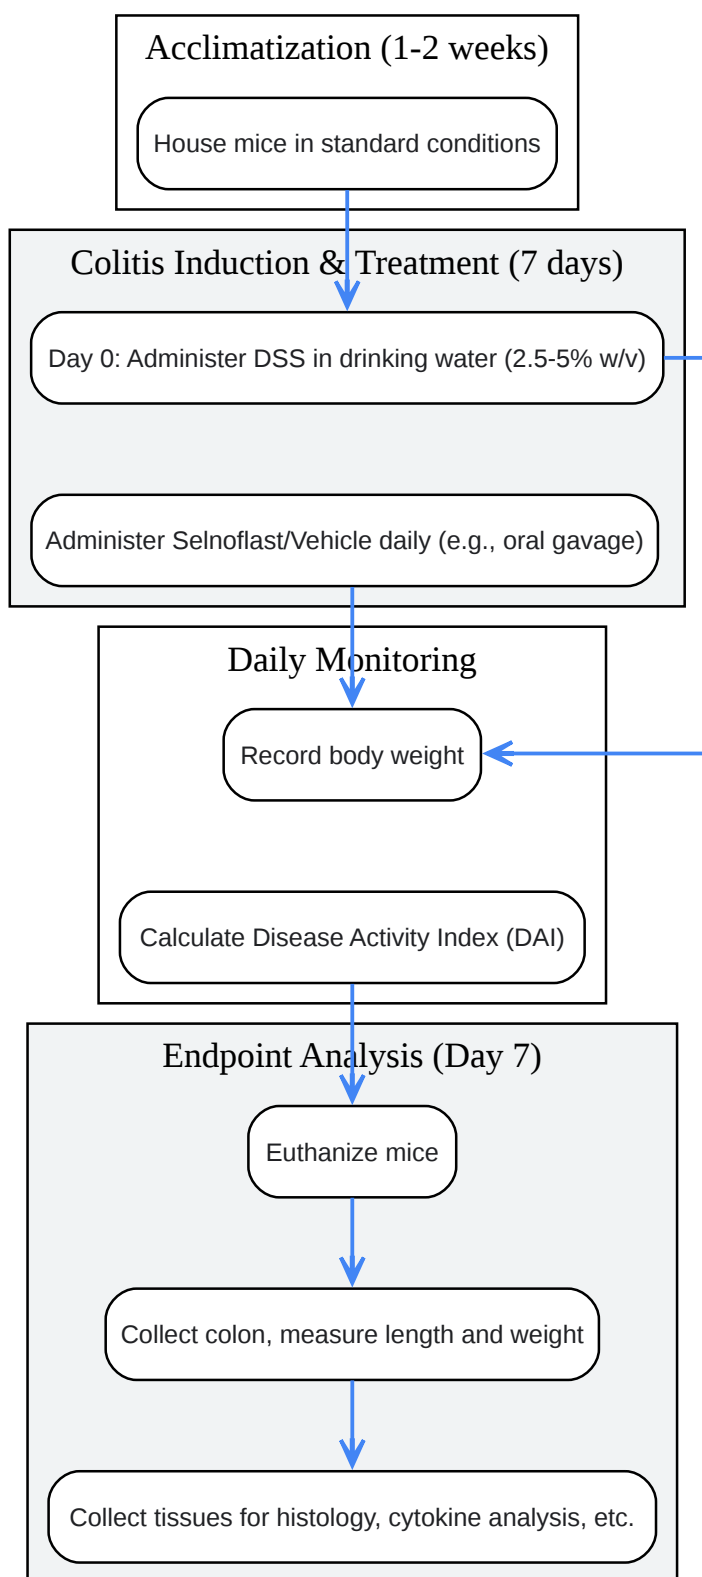 Acclimatization (1-2 weeks)
House mice in standard conditions
Colitis Induction & Treatment (7 days)
Day 0: Administer DSS in drinking water (2.5-5% w/v)
Administer Selnoflast/Vehicle daily (e.g., oral gavage)
Daily Monitoring
Record body weight
Calculate Disease Activity Index (DAI)
Endpoint Analysis (Day 7)
Euthanize mice
Collect colon, measure length and weight
Collect tissues for histology, cytokine analysis, etc.